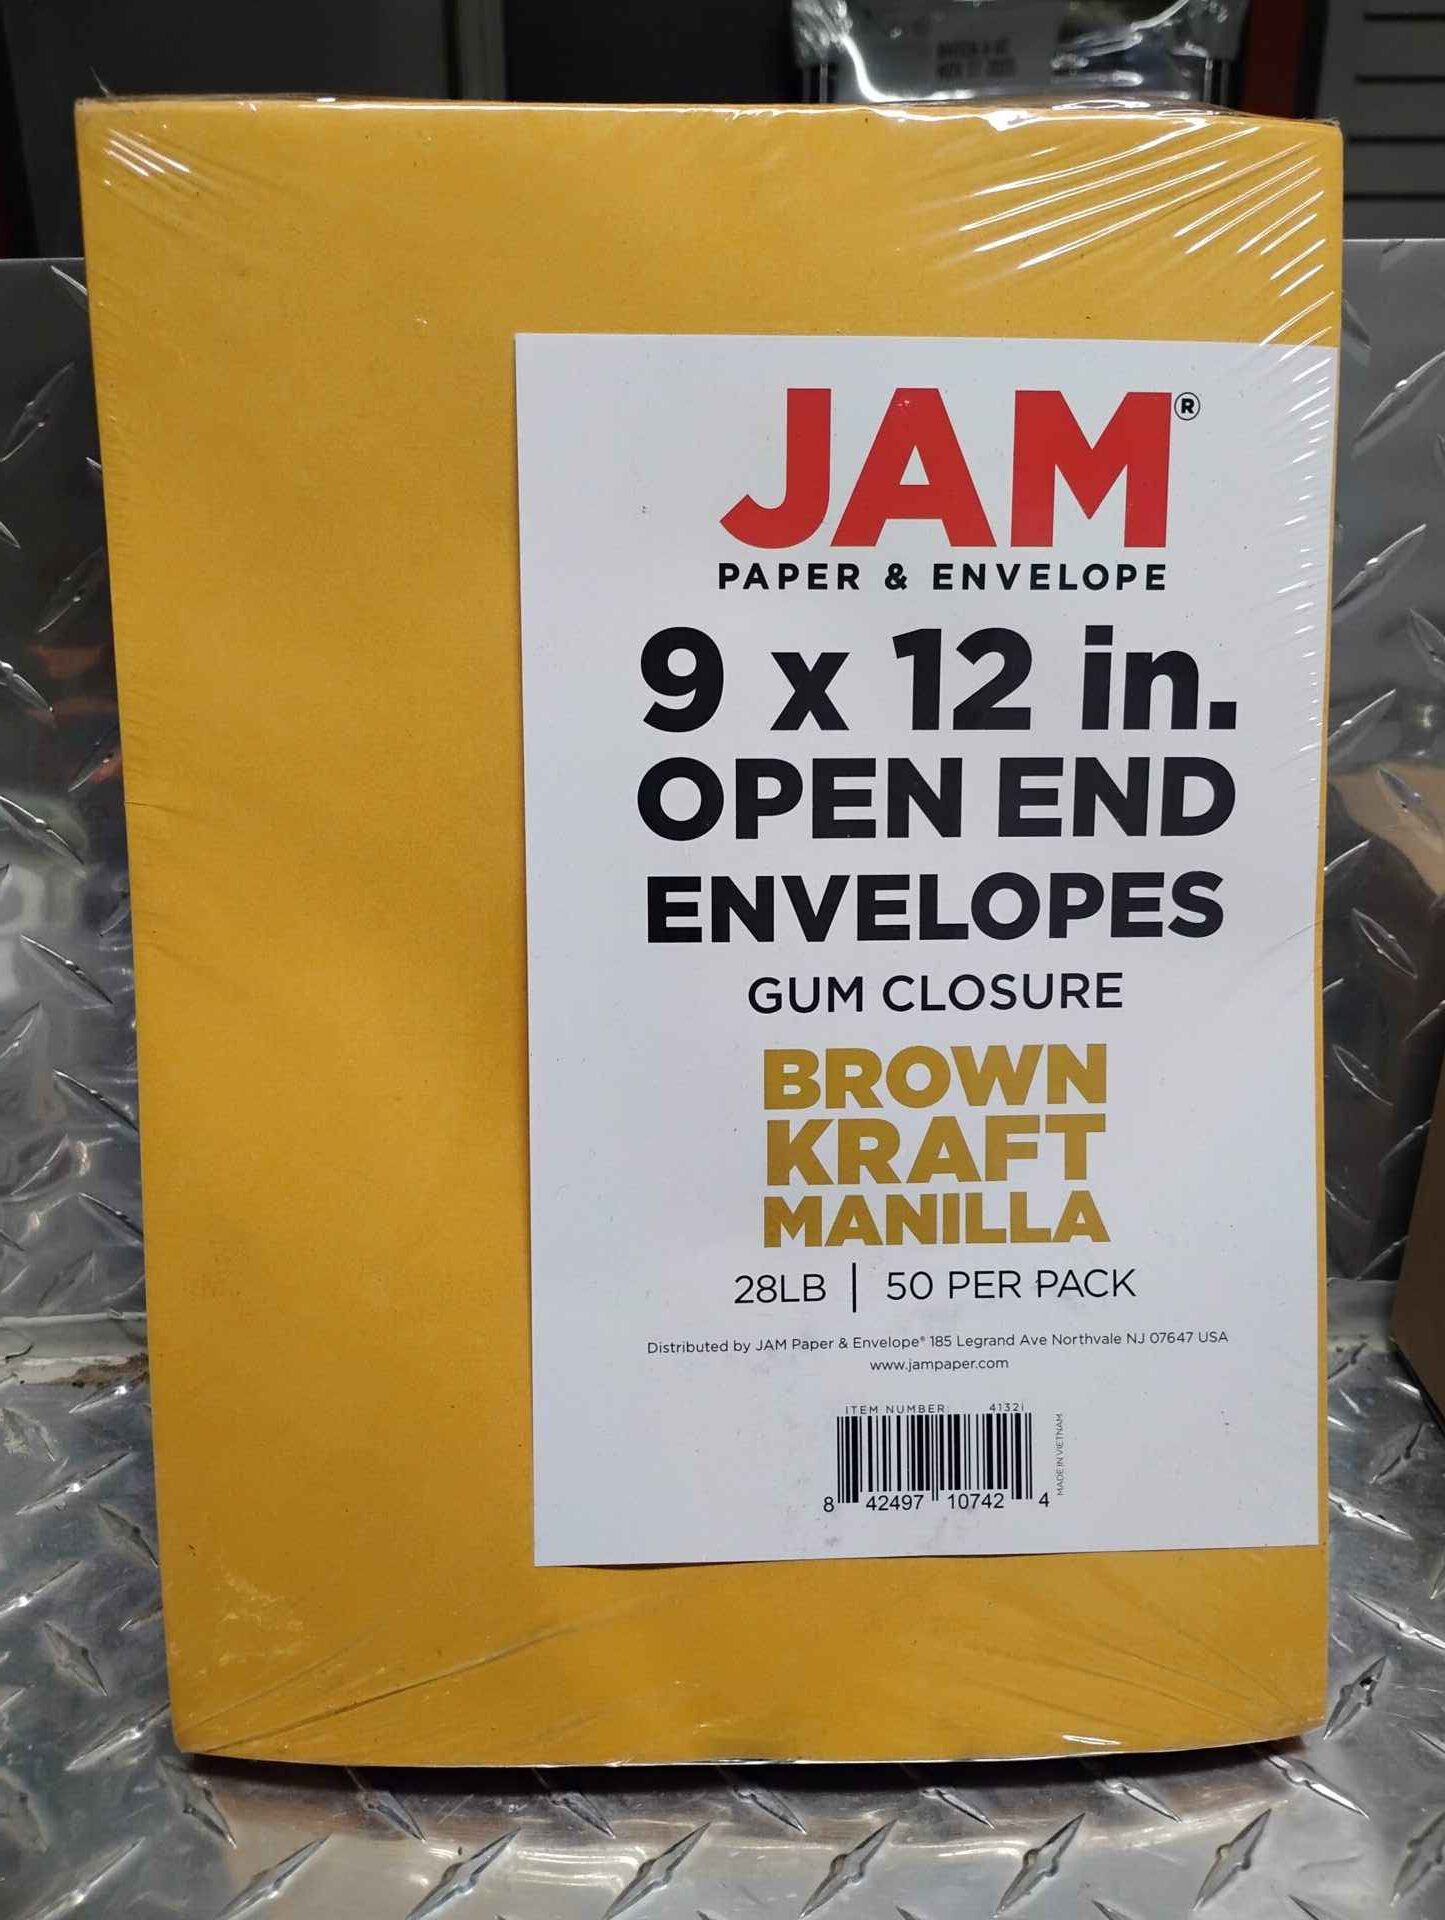 JAM®
PAPER & ENVELOPE
9 x 12 in.
OPEN END
ENVELOPES
GUM CLOSURE
BROWN
KRAFT
MANILLA
28LB | 50 PER PACK
Distributed by JAM Paper & Envelope® 185 Legrand Ave Northvale NJ 07647 USA
www.jampaper.com
ITEM NUMBER: 4132i
MADE IN VIETNAM
8 42497 10742 4